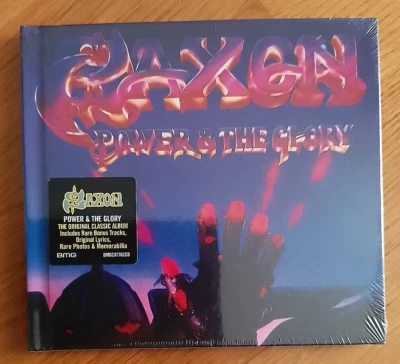 SAXON
POWER & THE GLORY
SAXON
POWER & THE GLORY
THE ORIGINAL CLASSIC ALBUM
Includes Rare Bonus Tracks,
Original Lyrics,
Rare Photos & Memorabilia
BMG BMGCAT162CD